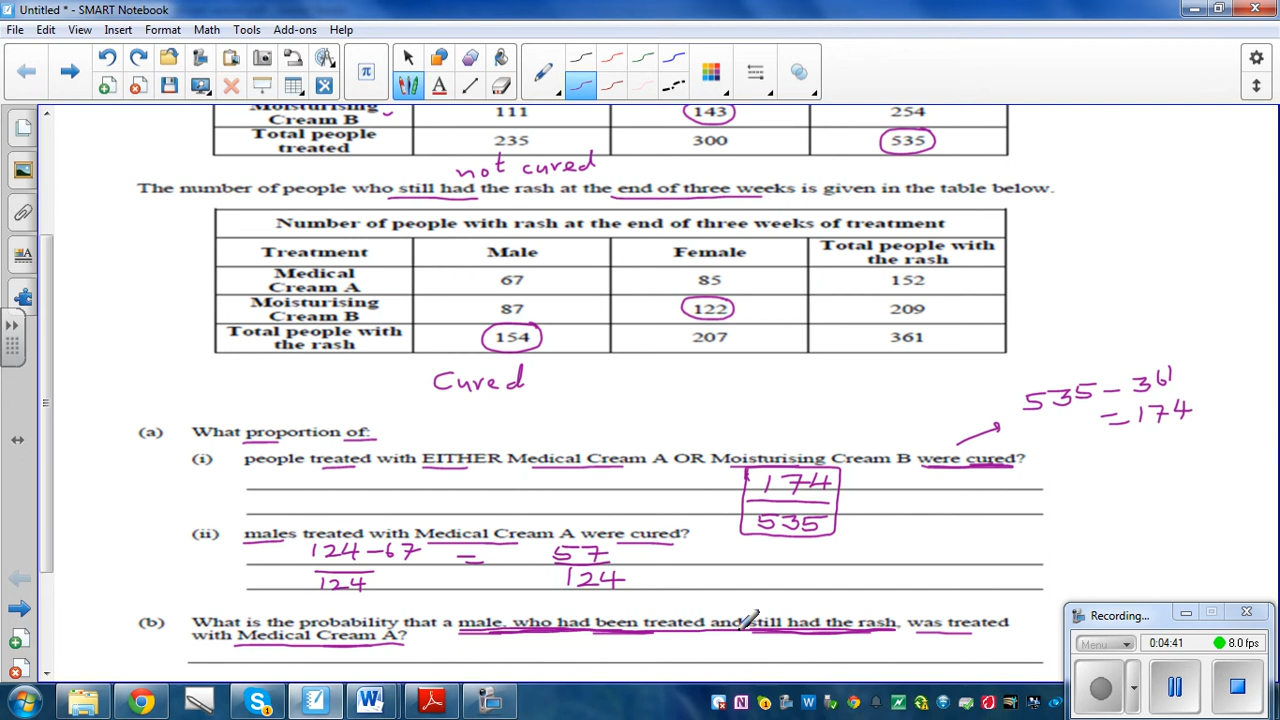 Untitled * - SMART Notebook
File Edit View Insert Format Math Tools Add-ons Help
Moisturising Cream B 111 143 254
Total people treated 235 300 535
not cured
The number of people who still had the rash at the end of three weeks is given in the table below.
Number of people with rash at the end of three weeks of treatment
Treatment Male Female Total people with the rash
Medical Cream A 67 85 152
Moisturising Cream B 87 122 209
Total people with the rash 154 207 361
Cured
535 - 361
= 174
(a) What proportion of:
(i) people treated with EITHER Medical Cream A OR Moisturising Cream B were cured?
174
535
(ii) males treated with Medical Cream A were cured?
124 - 67 = 57
124 124
(b) What is the probability that a male, who had been treated and still had the rash, was treated
with Medical Cream A?
Recording...
Menu 0:04:41 8.0 fps